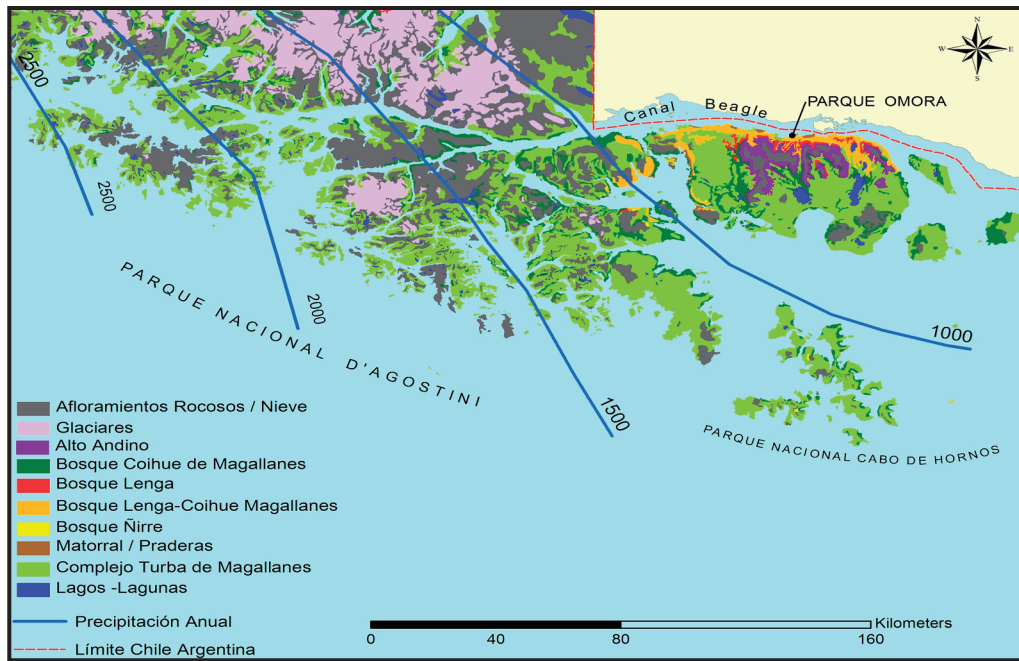 N
W E
S
2500
Canal Beagle
PARQUE OMORA
2500
2000
1000
1500
PARQUE NACIONAL D'AGOSTINI
PARQUE NACIONAL CABO DE HORNOS
Afloramientos Rocosos / Nieve
Glaciares
Alto Andino
Bosque Coihue de Magallanes
Bosque Lenga
Bosque Lenga-Coihue Magallanes
Bosque Ñirre
Matorral / Praderas
Complejo Turba de Magallanes
Lagos -Lagunas
Precipitación Anual
Límite Chile Argentina
Kilometers
0 40 80 160